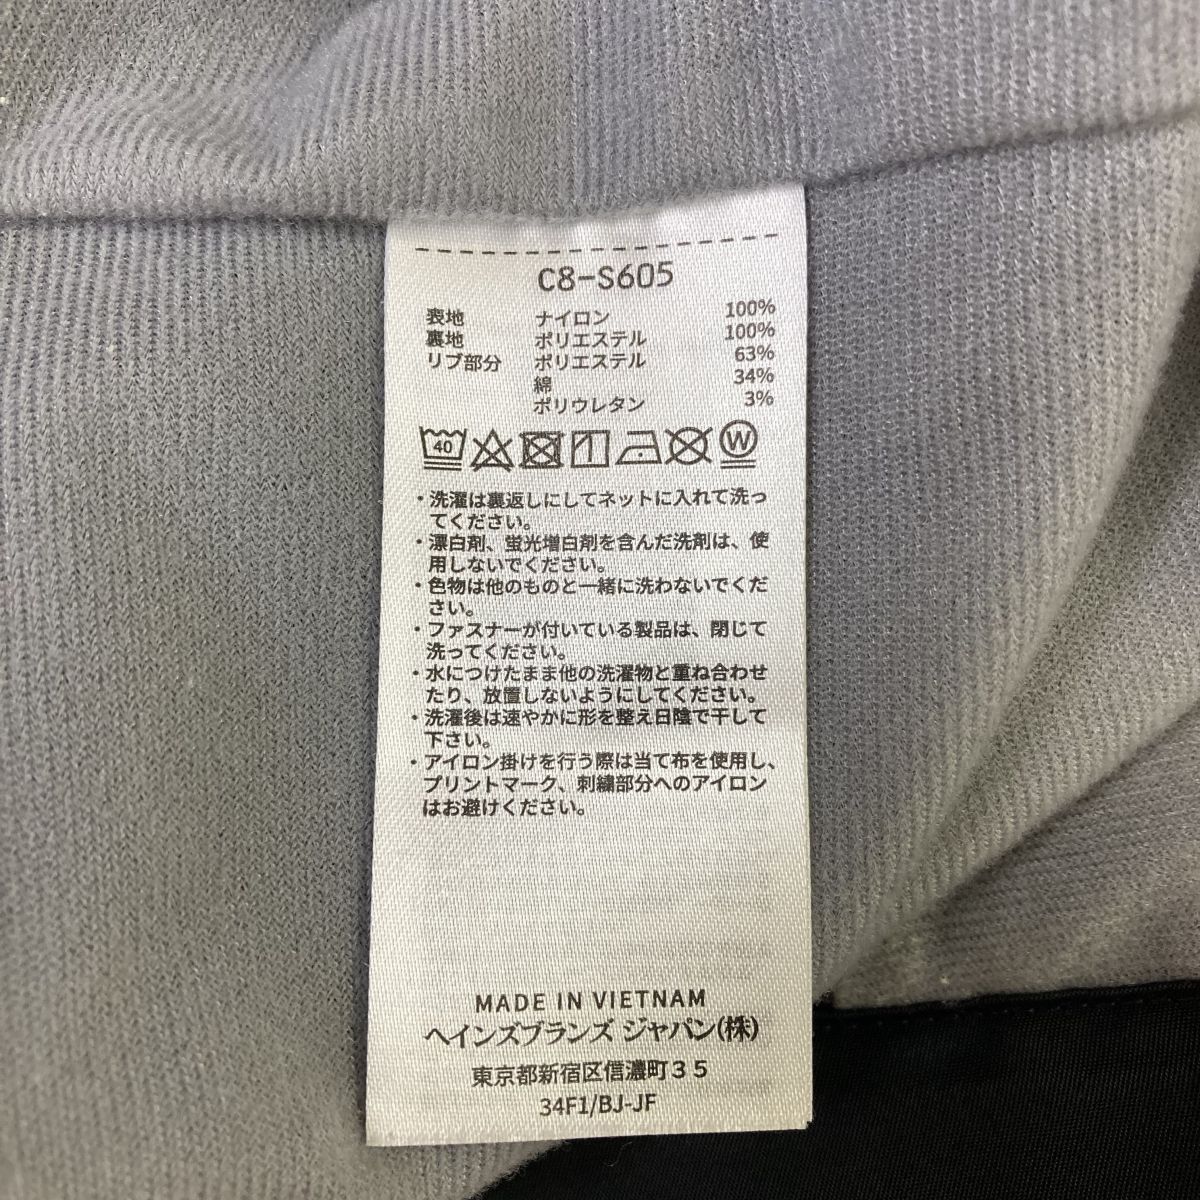 C8-S605
表地 ナイロン 100%
裏地 ポリエステル 100%
リブ部分 ポリエステル 63%
綿 34%
ポリウレタン 3%
40 W
・洗濯は裏返しにしてネットに入れて洗っ
てください。
・漂白剤、蛍光増白剤を含んだ洗剤は、使
用しないでください。
・色物は他のものと一緒に洗わないでくだ
さい。
・ファスナーが付いている製品は、閉じて
洗ってください。
・水につけたまま他の洗濯物と重ね合わせ
たり、放置しないようにしてください。
・洗濯後は速やかに形を整え日陰で干して
下さい。
・アイロン掛けを行う際は当て布を使用し、
プリントマーク、刺繍部分へのアイロン
はお避けください。
MADE IN VIETNAM
ヘインズブランズ ジャパン(株)
東京都新宿区信濃町３５
34F1/BJ-JF